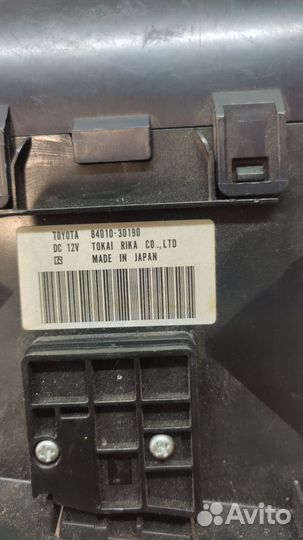 TOYOTA 84010-30190
DC 12V TOKAI RIKA CO.,LTD
MADE IN JAPAN
Avito